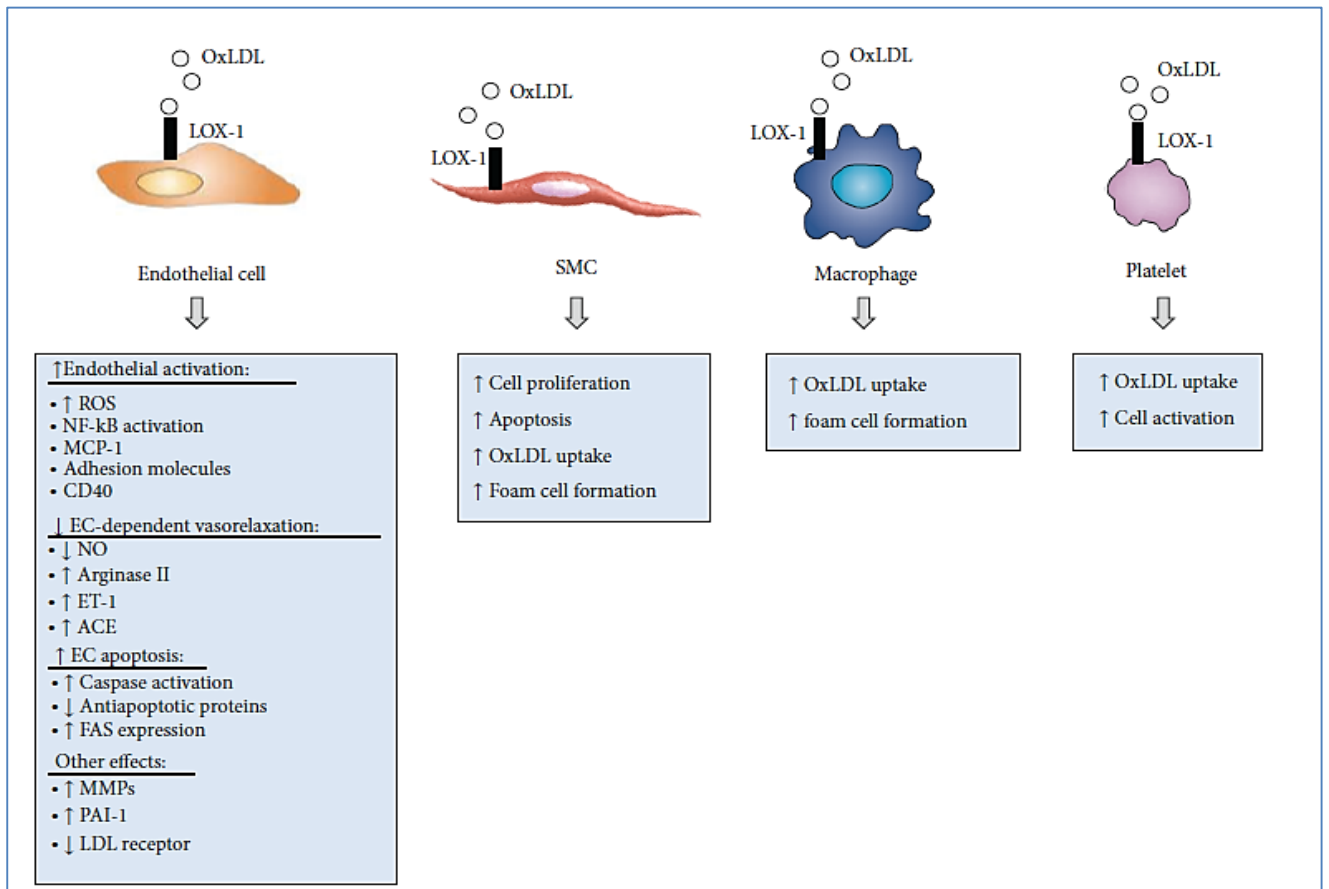 OxLDL
LOX-1
Endothelial cell
↑Endothelial activation:
• ↑ ROS
• NF-kB activation
• MCP-1
• Adhesion molecules
• CD40
↓ EC-dependent vasorelaxation:
• ↓ NO
• ↑ Arginase II
• ↑ ET-1
• ↑ ACE
↑ EC apoptosis:
• ↑ Caspase activation
• ↓ Antiapoptotic proteins
• ↑ FAS expression
Other effects:
• ↑ MMPs
• ↑ PAI-1
• ↓ LDL receptor
OxLDL
LOX-1
SMC
↑ Cell proliferation
↑ Apoptosis
↑ OxLDL uptake
↑ Foam cell formation
OxLDL
LOX-1
Macrophage
↑ OxLDL uptake
↑ foam cell formation
OxLDL
LOX-1
Platelet
↑ OxLDL uptake
↑ Cell activation